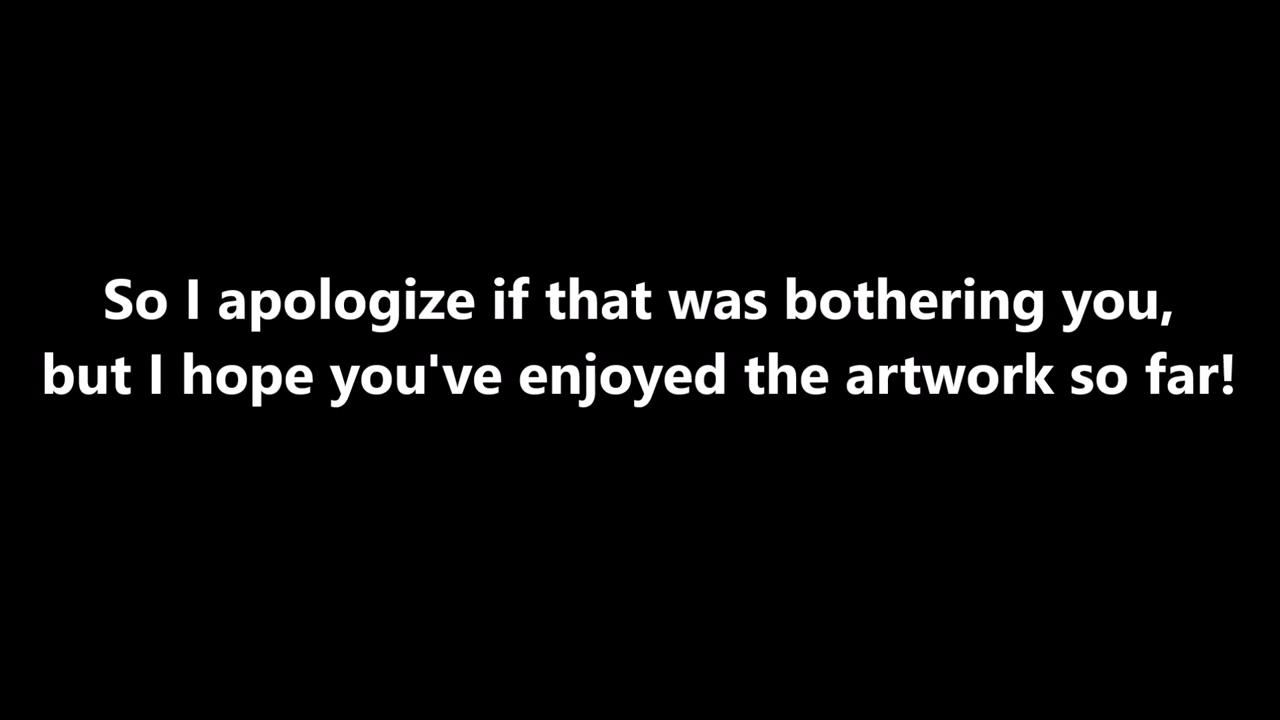 So I apologize if that was bothering you,
but I hope you've enjoyed the artwork so far!